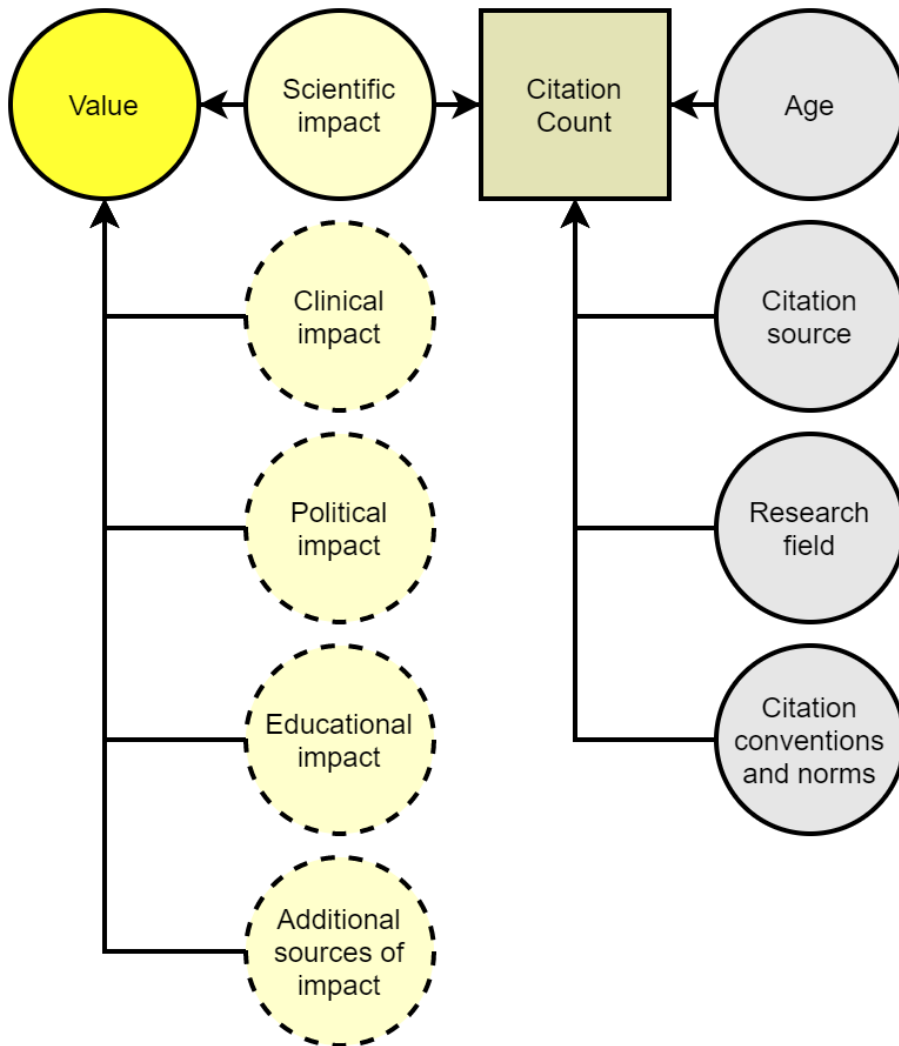 Value
Scientific
impact
Citation
Count
Age
Clinical
impact
Citation
source
Political
impact
Research
field
Educational
impact
Citation
conventions
and norms
Additional
sources of
impact